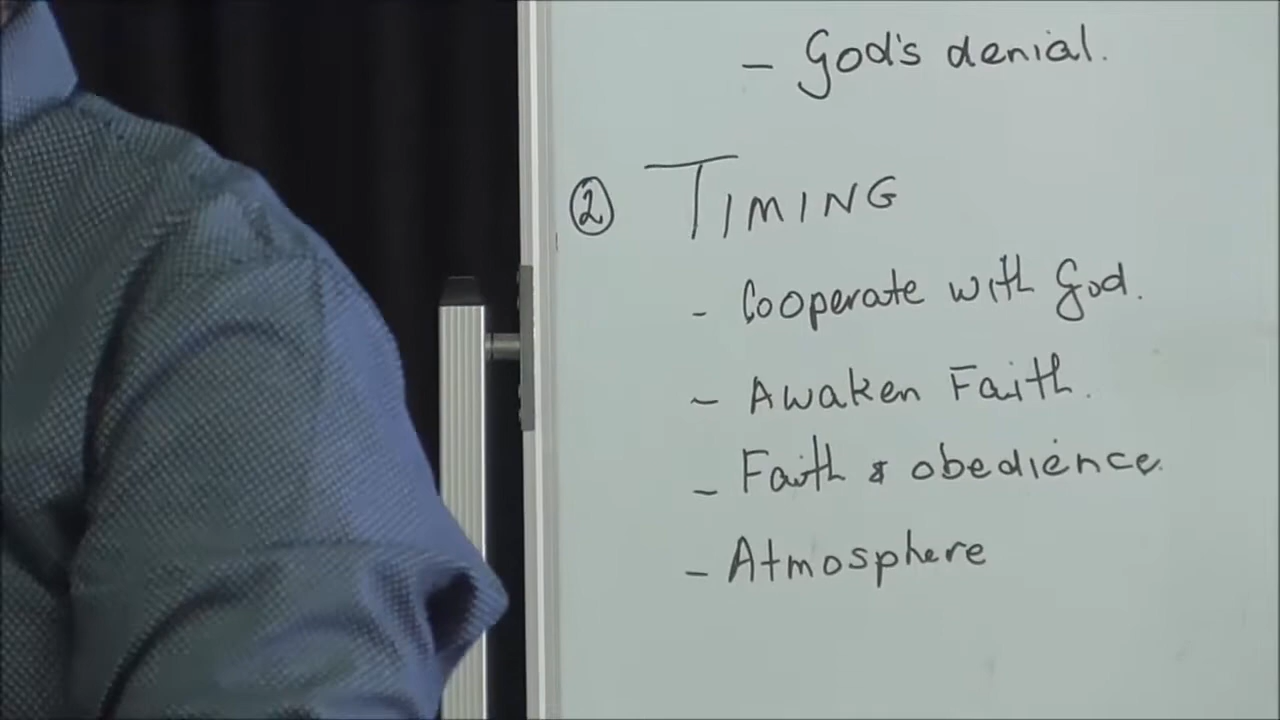 - God's denial.
② TIMING
- Cooperate with God.
- Awaken Faith.
- Faith & obedience.
- Atmosphere